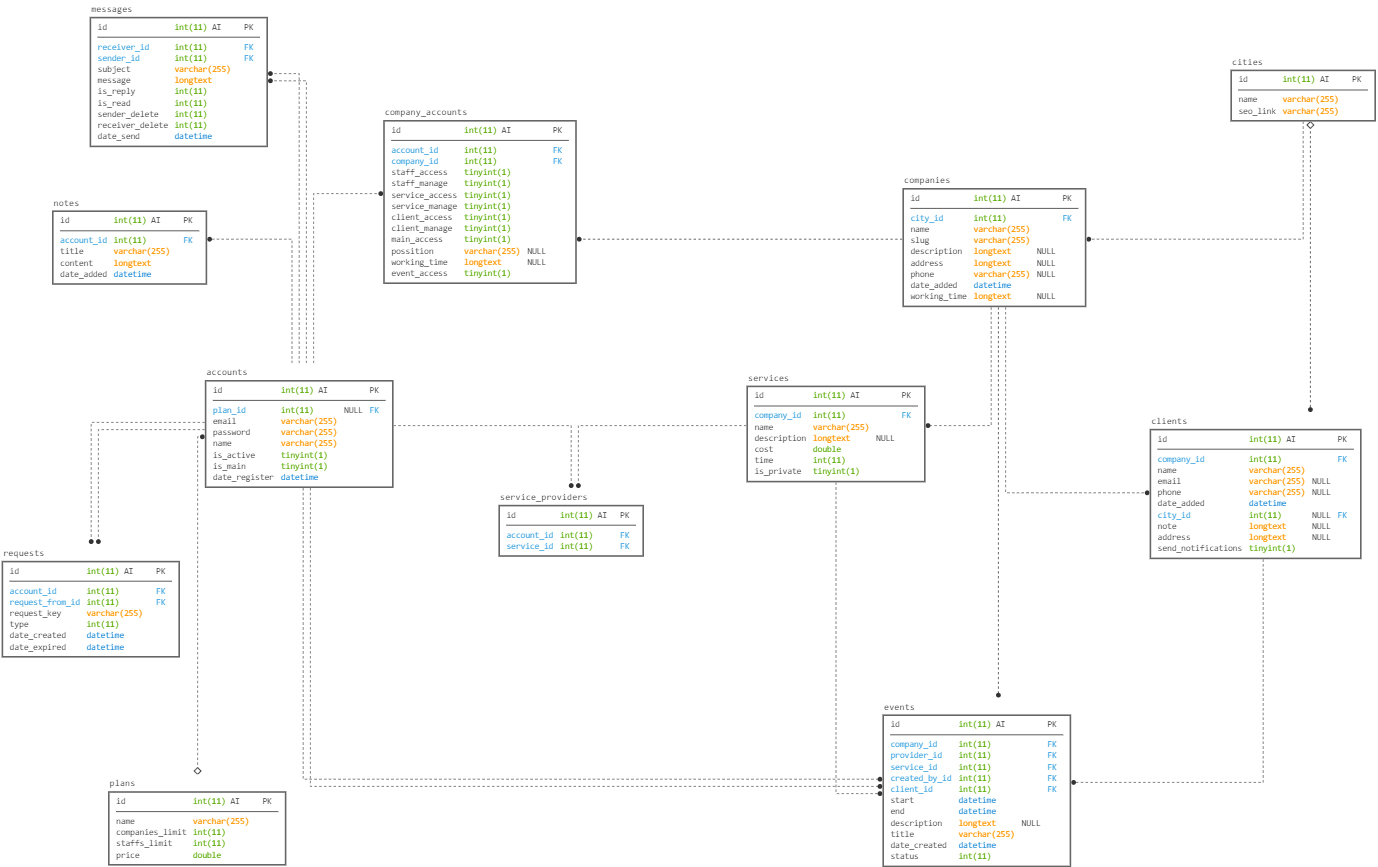 messages
id int(11) AI PK
receiver_id int(11) FK
sender_id int(11) FK
subject varchar(255)
message longtext
is_reply int(11)
is_read int(11)
sender_delete int(11)
receiver_delete int(11)
date_send datetime
cities
id int(11) AI PK
name varchar(255)
seo_link varchar(255)
company_accounts
id int(11) AI PK
account_id int(11) FK
company_id int(11) FK
staff_access tinyint(1)
staff_manage tinyint(1)
service_access tinyint(1)
service_manage tinyint(1)
client_access tinyint(1)
client_manage tinyint(1)
main_access tinyint(1)
possition varchar(255) NULL
working_time longtext NULL
event_access tinyint(1)
companies
id int(11) AI PK
city_id int(11) FK
name varchar(255)
slug varchar(255)
description longtext NULL
address longtext NULL
phone varchar(255) NULL
date_added datetime
working_time longtext NULL
notes
id int(11) AI PK
account_id int(11) FK
title varchar(255)
content longtext
date_added datetime
accounts
id int(11) AI PK
plan_id int(11) NULL FK
email varchar(255)
password varchar(255)
name varchar(255)
is_active tinyint(1)
is_main tinyint(1)
date_register datetime
services
id int(11) AI PK
company_id int(11) FK
name varchar(255)
description longtext NULL
cost double
time int(11)
is_private tinyint(1)
clients
id int(11) AI PK
company_id int(11) FK
name varchar(255)
email varchar(255) NULL
phone varchar(255) NULL
date_added datetime
city_id int(11) NULL FK
note longtext NULL
address longtext NULL
send_notifications tinyint(1)
service_providers
id int(11) AI PK
account_id int(11) FK
service_id int(11) FK
requests
id int(11) AI PK
account_id int(11) FK
request_from_id int(11) FK
request_key varchar(255)
type int(11)
date_created datetime
date_expired datetime
events
id int(11) AI PK
company_id int(11) FK
provider_id int(11) FK
service_id int(11) FK
created_by_id int(11) FK
client_id int(11) FK
start datetime
end datetime
description longtext NULL
title varchar(255)
date_created datetime
status int(11)
plans
id int(11) AI PK
name varchar(255)
companies_limit int(11)
staffs_limit int(11)
price double